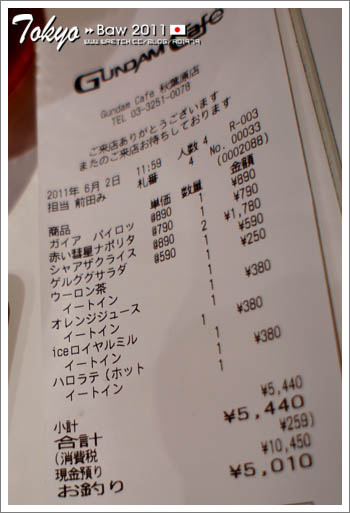 Tokyo ▸▸ Baw 2011
GUNDAM Cafe
Gundam Cafe 秋葉原店
TEL 03-3251-0078
ご来店ありがとうございます
またのご来店お待ちしております
R-003
2011年 6月 2日 11:59 人数 4 No. 00033
担当 前田み 札番 4 (0002088)
商品 単価 数量 金額
ガイア パイロッ @890 1 ¥890
赤い彗星ナポリタ @790 1 ¥790
シャアザクライス @890 2 ¥1,780
ゲルググサラダ @590 1 ¥590
ウーロン茶 1 ¥250
イートイン 1
オレンジジュース 1 ¥380
イートイン 1
iceロイヤルミル 1 ¥380
イートイン 1
ハロラテ(ホット 1 ¥380
イートイン 1
小計 ¥5,440
合計 ¥5,440
(消費税 ¥259)
現金預り ¥10,450
お釣り ¥5,010